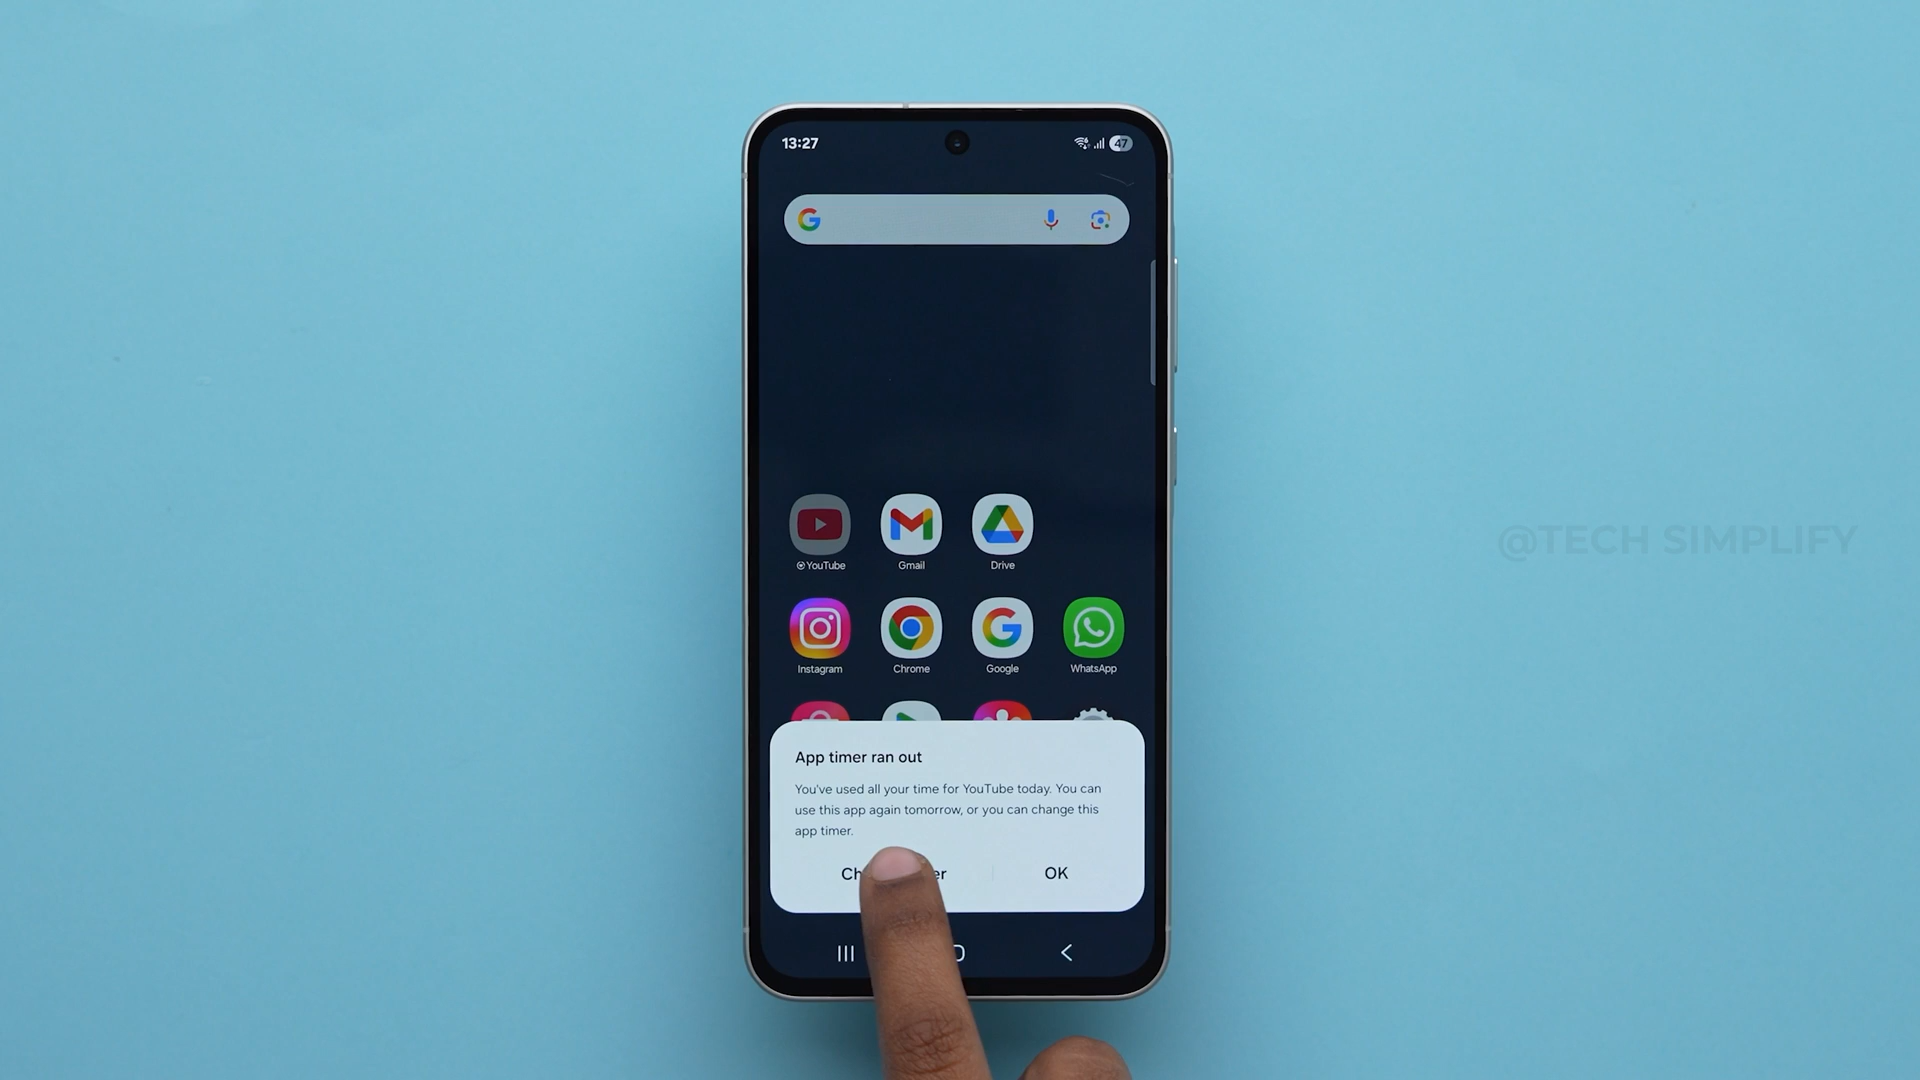 13:27
47
YouTube
Gmail
Drive
Instagram
Chrome
Google
WhatsApp
App timer ran out
You've used all your time for YouTube today. You can
use this app again tomorrow, or you can change this
app timer.
OK
@TECH SIMPLIFY